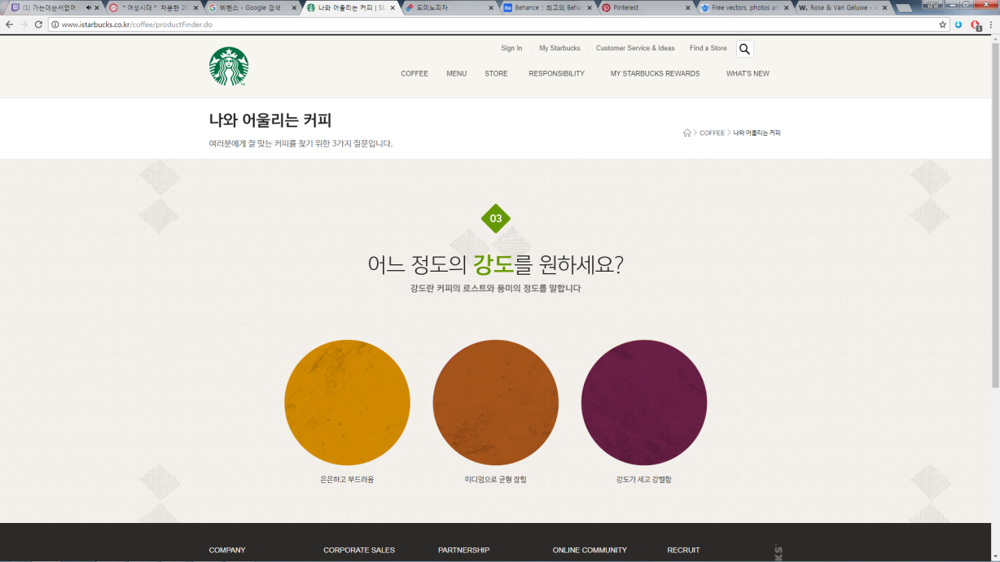 (1) 가는더순서없어
* 여성시대 * 차분한 20
비핸스 - Google 검색
나와 어울리는 커피 | St
도미노피자
Behance :: 최고의 Beha
Pinterest
Free vectors, photos an
W. Rose & Van Geluwe - A
www.istarbucks.co.kr/coffee/productFinder.do
Sign In
My Starbucks
Customer Service & Ideas
Find a Store
COFFEE
MENU
STORE
RESPONSIBILITY
MY STARBUCKS REWARDS
WHAT'S NEW
나와 어울리는 커피
여러분에게 잘 맞는 커피를 찾기 위한 3가지 질문입니다.
COFFEE > 나와 어울리는 커피
03
어느 정도의 강도를 원하세요?
강도란 커피의 로스트와 풍미의 정도를 말합니다
은은하고 부드러움
미디엄으로 균형 잡힘
강도가 세고 강렬함
COMPANY
CORPORATE SALES
PARTNERSHIP
ONLINE COMMUNITY
RECRUIT